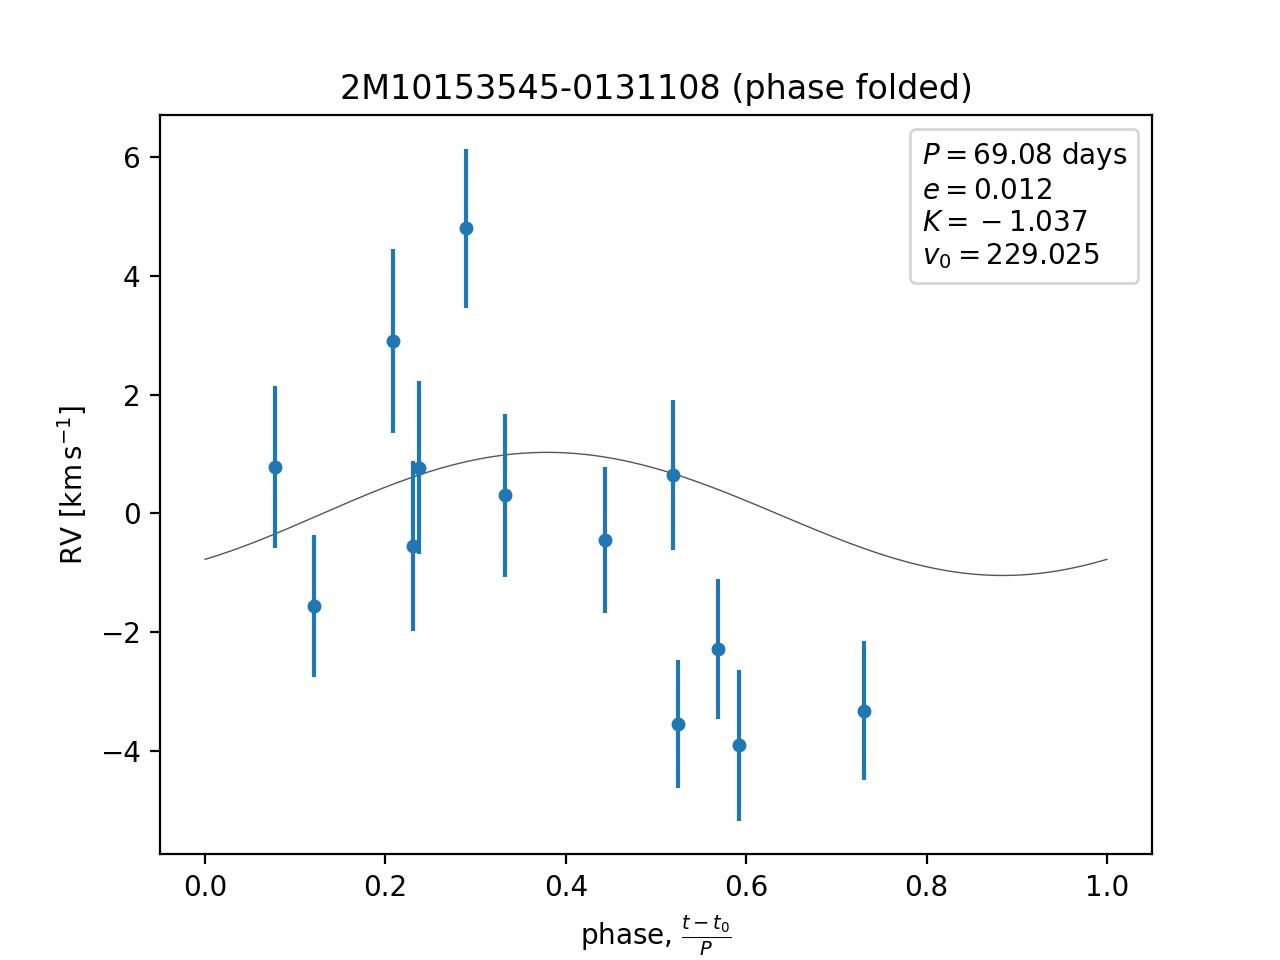 2M10153545-0131108 (phase folded)
P = 69.08 days
e = 0.012
K = − 1.037
v₀ = 229.025
6
4
2
0
−2
−4
RV [km s⁻¹]
0.0 0.2 0.4 0.6 0.8 1.0
phase, (t − t₀)/P